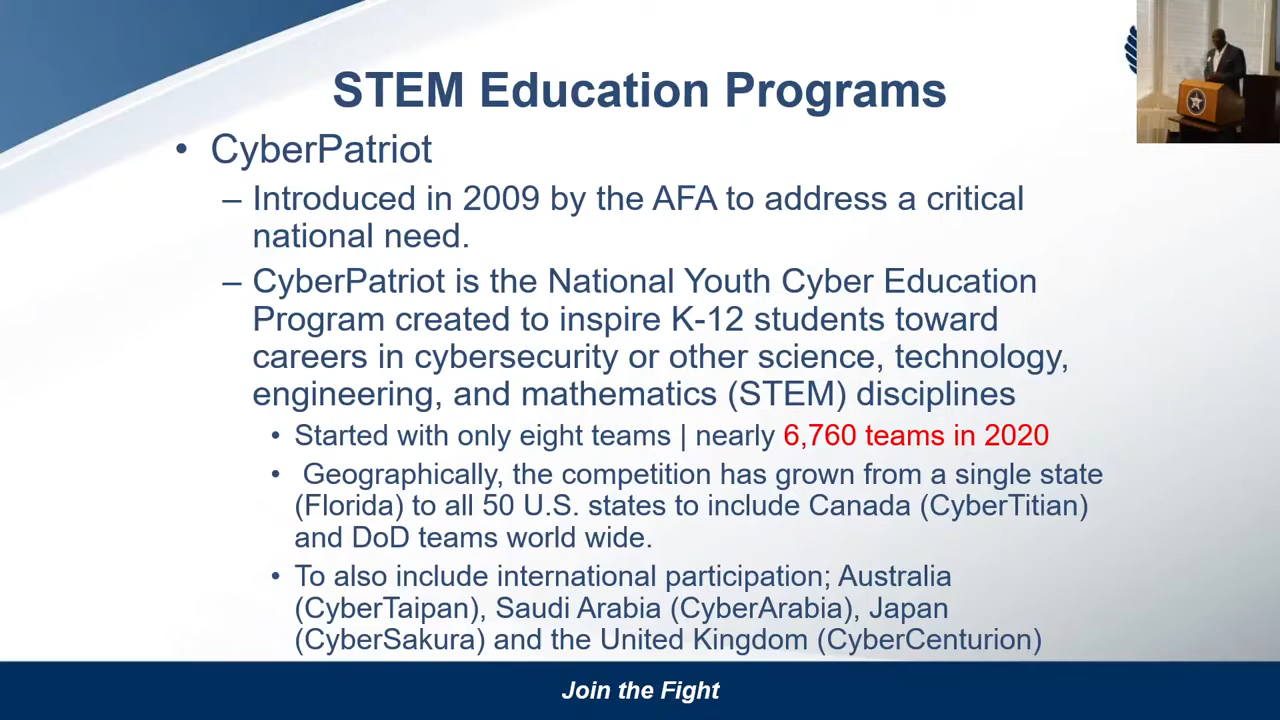 STEM Education Programs
• CyberPatriot
– Introduced in 2009 by the AFA to address a critical
national need.
– CyberPatriot is the National Youth Cyber Education
Program created to inspire K-12 students toward
careers in cybersecurity or other science, technology,
engineering, and mathematics (STEM) disciplines
• Started with only eight teams | nearly 6,760 teams in 2020
• Geographically, the competition has grown from a single state
(Florida) to all 50 U.S. states to include Canada (CyberTitian)
and DoD teams world wide.
• To also include international participation; Australia
(CyberTaipan), Saudi Arabia (CyberArabia), Japan
(CyberSakura) and the United Kingdom (CyberCenturion)
Join the Fight